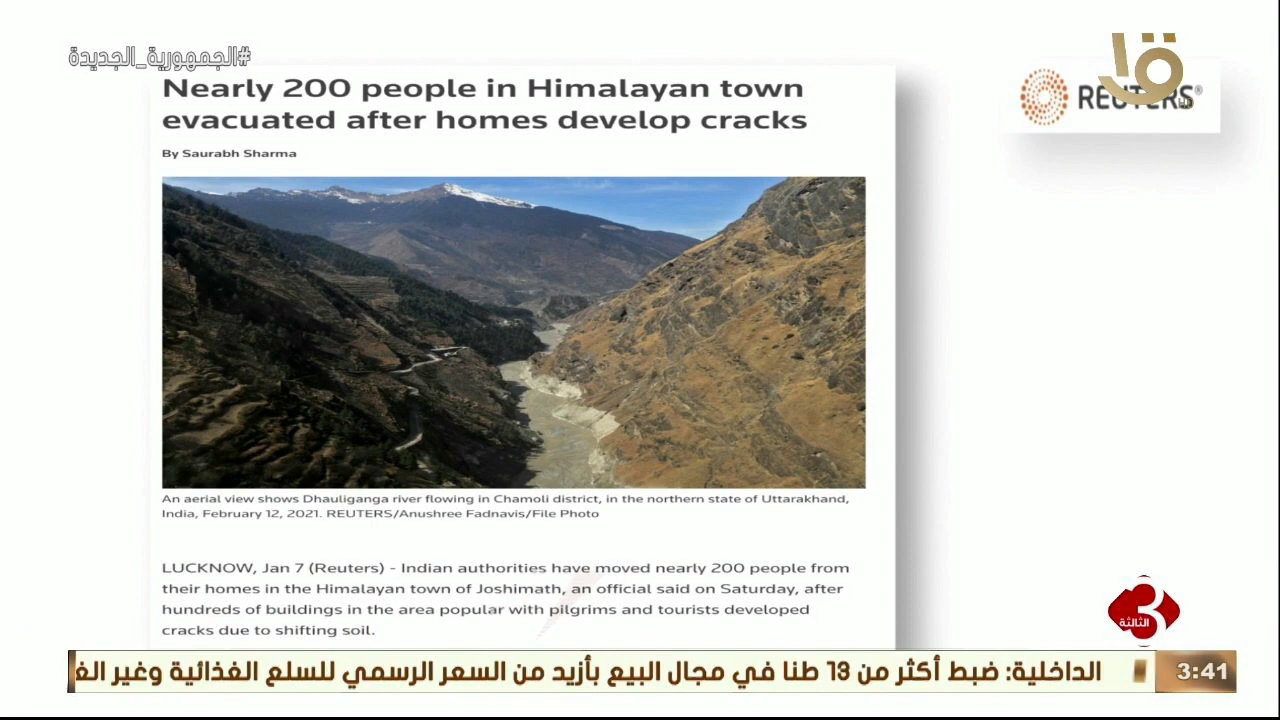 #الجمهورية_الجديدة
Nearly 200 people in Himalayan town
evacuated after homes develop cracks
By Saurabh Sharma
REUTERS®
HD
An aerial view shows Dhauliganga river flowing in Chamoli district, in the northern state of Uttarakhand,
India, February 12, 2021. REUTERS/Anushree Fadnavis/File Photo
LUCKNOW, Jan 7 (Reuters) - Indian authorities have moved nearly 200 people from
their homes in the Himalayan town of Joshimath, an official said on Saturday, after
hundreds of buildings in the area popular with pilgrims and tourists developed
cracks due to shifting soil.
3
الثالثة
الداخلية: ضبط أكثر من 13 طنا في مجال البيع بأزيد من السعر الرسمي للسلع الغذائية وغير الغ
3:41